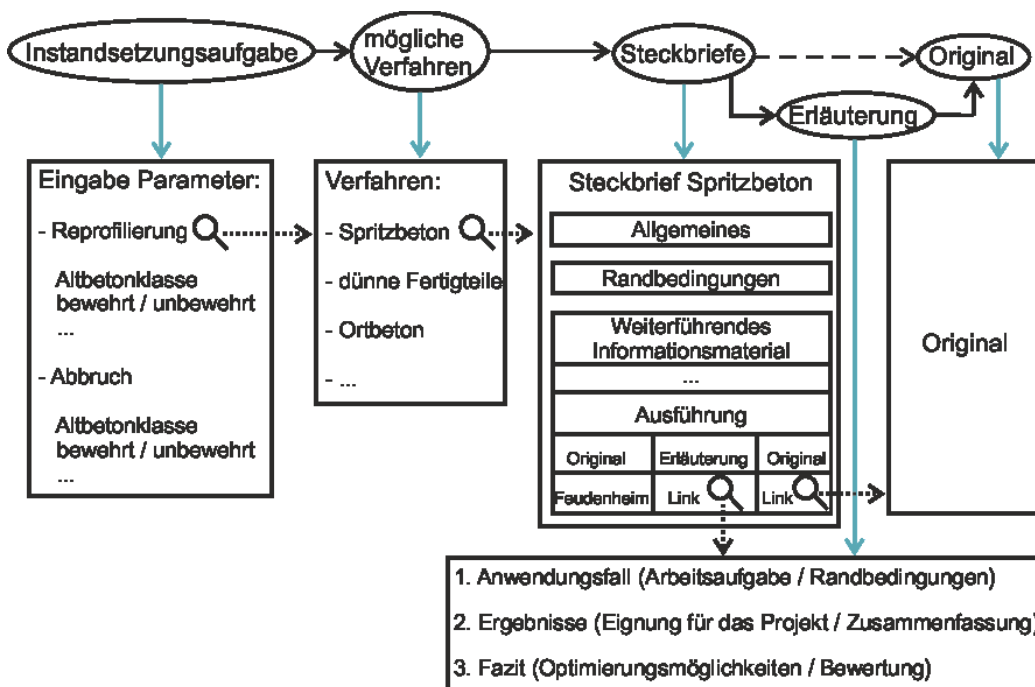 Instandsetzungsaufgabe
mögliche
Verfahren
Steckbriefe
Original
Erläuterung
Eingabe Parameter:
- Reprofilierung
Altbetonklasse
bewehrt / unbewehrt
...
- Abbruch
Altbetonklasse
bewehrt / unbewehrt
...
Verfahren:
- Spritzbeton
- dünne Fertigteile
- Ortbeton
- ...
Steckbrief Spritzbeton
Allgemeines
Randbedingungen
Weiterführendes
Informationsmaterial
...
Ausführung
Original Erläuterung Original
Feudenheim Link Link
Original
1. Anwendungsfall (Arbeitsaufgabe / Randbedingungen)
2. Ergebnisse (Eignung für das Projekt / Zusammenfassung)
3. Fazit (Optimierungsmöglichkeiten / Bewertung)